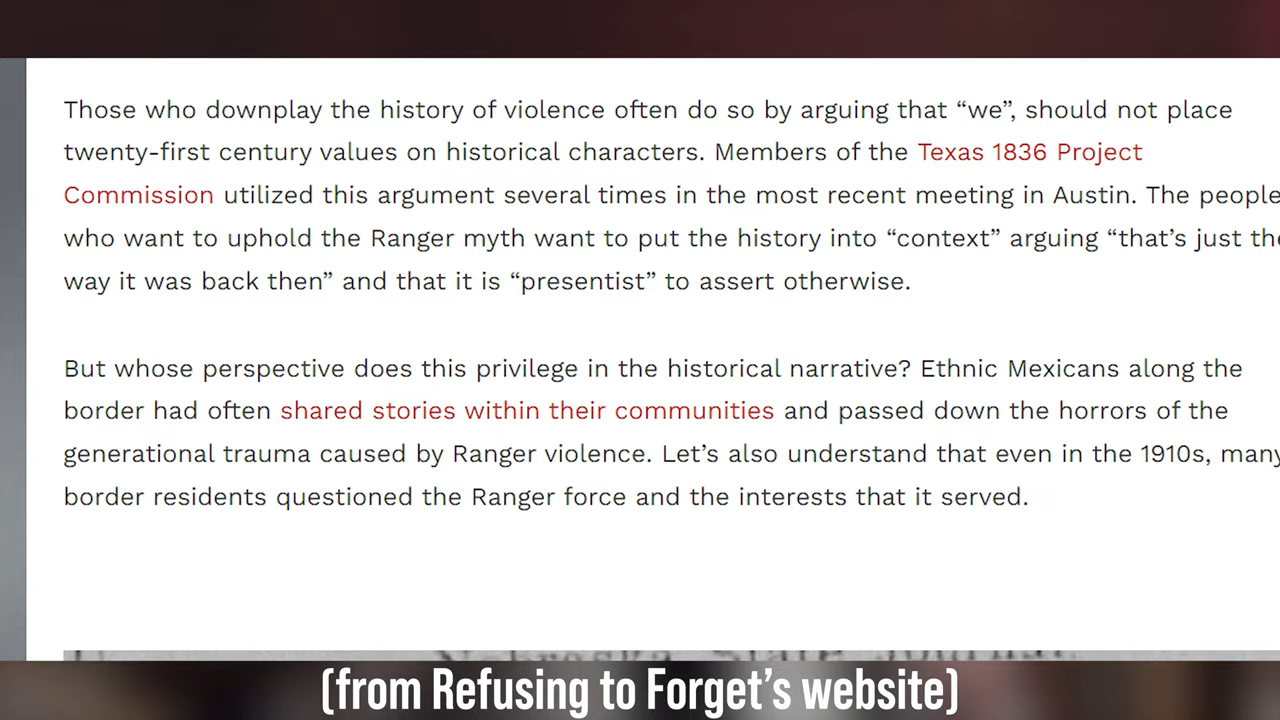 Those who downplay the history of violence often do so by arguing that “we”, should not place
twenty-first century values on historical characters. Members of the Texas 1836 Project
Commission utilized this argument several times in the most recent meeting in Austin. The people
who want to uphold the Ranger myth want to put the history into “context” arguing “that’s just the
way it was back then” and that it is “presentist” to assert otherwise.
But whose perspective does this privilege in the historical narrative? Ethnic Mexicans along the
border had often shared stories within their communities and passed down the horrors of the
generational trauma caused by Ranger violence. Let’s also understand that even in the 1910s, many
border residents questioned the Ranger force and the interests that it served.
Nebraska State Journal
(from Refusing to Forget’s website)